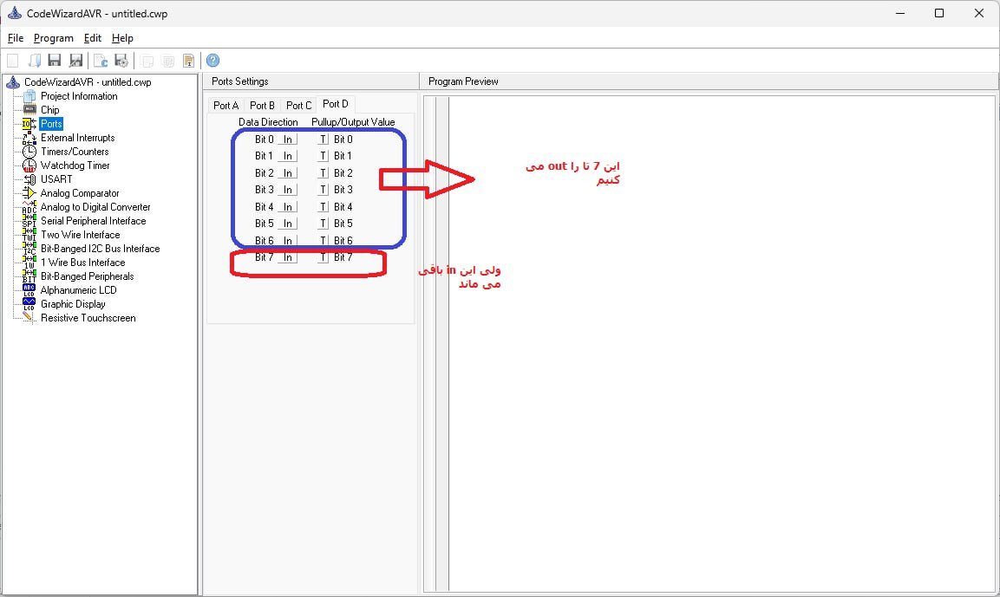 CodeWizardAVR - untitled.cwp
File Program Edit Help
CodeWizardAVR - untitled.cwp
Project Information
Chip
Ports
External Interrupts
Timers/Counters
Watchdog Timer
USART
Analog Comparator
Analog to Digital Converter
Serial Peripheral Interface
Two Wire Interface
Bit-Banged I2C Bus Interface
1 Wire Bus Interface
Bit-Banged Peripherals
Alphanumeric LCD
Graphic Display
Resistive Touchscreen
Ports Settings
Port A Port B Port C Port D
Data Direction Pullup/Output Value
Bit 0 In T Bit 0
Bit 1 In T Bit 1
Bit 2 In T Bit 2
Bit 3 In T Bit 3
Bit 4 In T Bit 4
Bit 5 In T Bit 5
Bit 6 In T Bit 6
Bit 7 In T Bit 7
Program Preview
این 7 تا را out می
کنیم
ولی این in باقی
می ماند